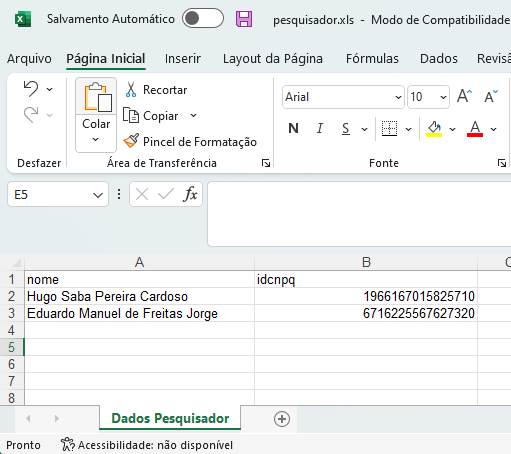 Salvamento Automático pesquisador.xls - Modo de Compatibilidade
Arquivo Página Inicial Inserir Layout da Página Fórmulas Dados Revisã
Colar
Recortar
Copiar
Pincel de Formatação
Arial 10 A A
N I S A
Desfazer Área de Transferência Fonte
E5 fx
A B C
1 nome idcnpq
2 Hugo Saba Pereira Cardoso 1966167015825710
3 Eduardo Manuel de Freitas Jorge 6716225567627320
4
5
6
7
8
Dados Pesquisador
Pronto Acessibilidade: não disponível